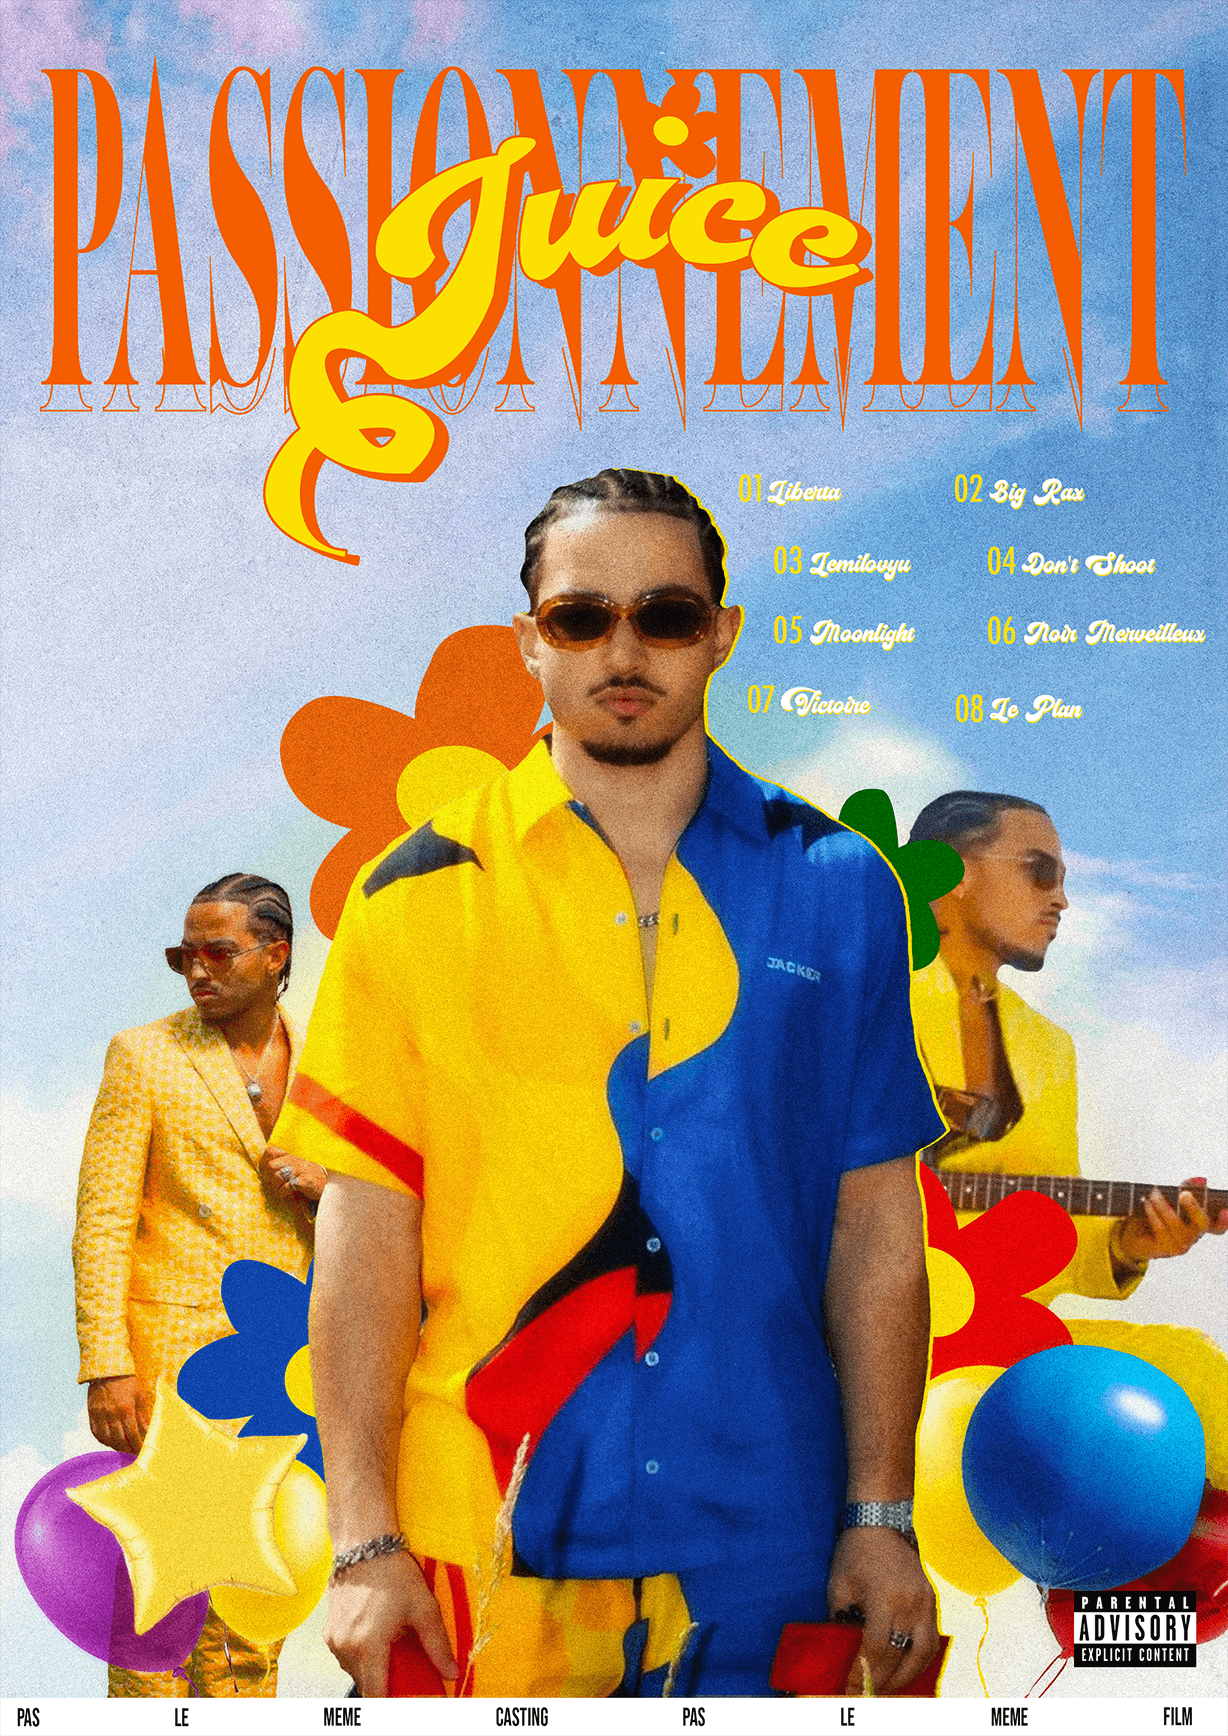 PASSIONNEMENT
Juice
01 Liberta
02 Big Rax
03 Lemilovyu
04 Don't Shoot
05 Moonlight
06 Noir Merveilleux
07 Victoire
08 Le Plan
JACKER
PARENTAL
ADVISORY
EXPLICIT CONTENT
PAS LE MEME CASTING PAS LE MEME FILM